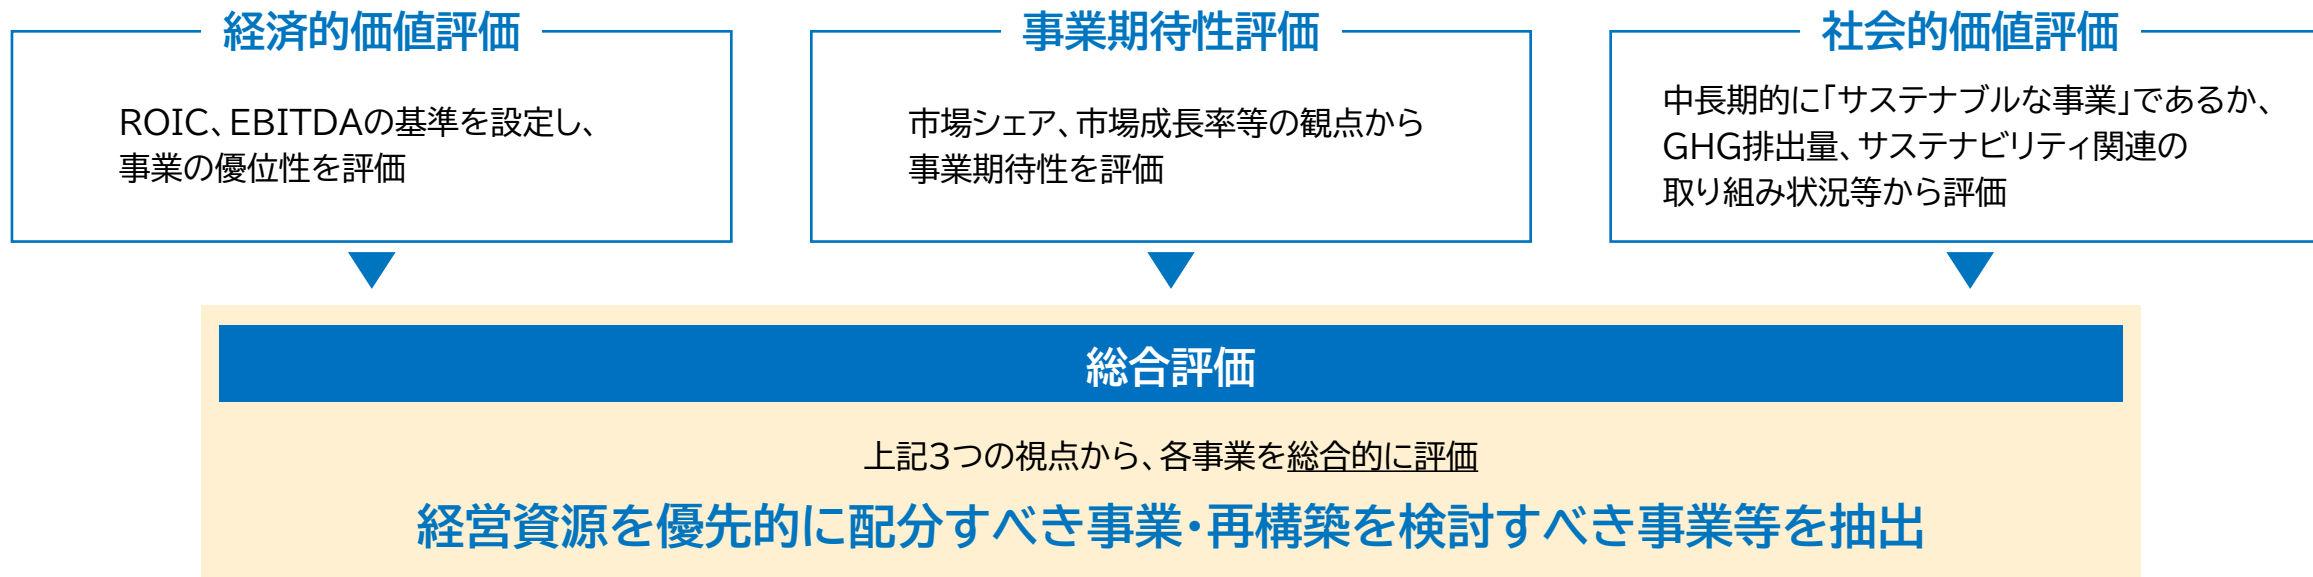 経済的価値評価
ROIC、EBITDAの基準を設定し、
事業の優位性を評価
事業期待性評価
市場シェア、市場成長率等の観点から
事業期待性を評価
社会的価値評価
中長期的に「サステナブルな事業」であるか、
GHG排出量、サステナビリティ関連の
取り組み状況等から評価
総合評価
上記3つの視点から、各事業を総合的に評価
経営資源を優先的に配分すべき事業・再構築を検討すべき事業等を抽出